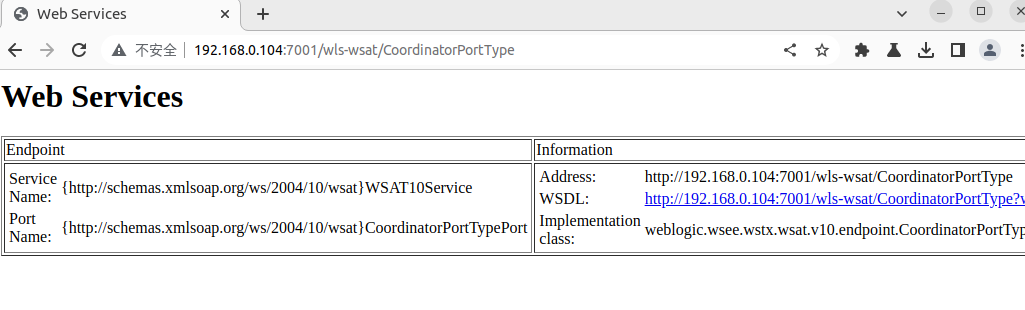 Web Services
不安全 192.168.0.104:7001/wls-wsat/CoordinatorPortType
Web Services
Endpoint Information
Service Name: {http://schemas.xmlsoap.org/ws/2004/10/wsat}WSAT10Service
Port Name: {http://schemas.xmlsoap.org/ws/2004/10/wsat}CoordinatorPortTypePort
Address: http://192.168.0.104:7001/wls-wsat/CoordinatorPortType
WSDL: http://192.168.0.104:7001/wls-wsat/CoordinatorPortType?
Implementation class: weblogic.wsee.wstx.wsat.v10.endpoint.CoordinatorPortTyp